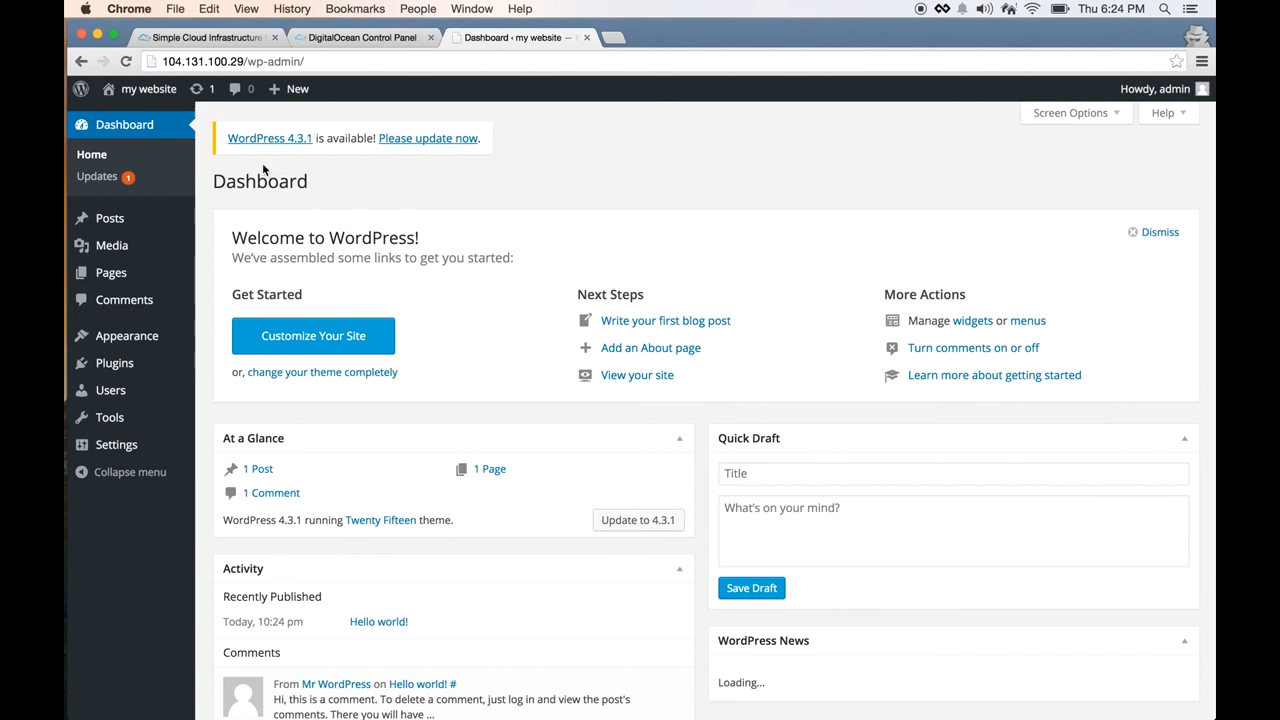 Chrome File Edit View History Bookmarks People Window Help Thu 6:24 PM
Simple Cloud Infrastructure DigitalOcean Control Panel Dashboard ‹ my website —
104.131.100.29/wp-admin/
my website 1 0 New Howdy, admin
Dashboard
Home
Updates 1
Posts
Media
Pages
Comments
Appearance
Plugins
Users
Tools
Settings
Collapse menu
Screen Options Help
WordPress 4.3.1 is available! Please update now.
Dashboard
Welcome to WordPress!
We've assembled some links to get you started:
Dismiss
Get Started
Customize Your Site
or, change your theme completely
Next Steps
Write your first blog post
Add an About page
View your site
More Actions
Manage widgets or menus
Turn comments on or off
Learn more about getting started
At a Glance
1 Post 1 Page
1 Comment
WordPress 4.3.1 running Twenty Fifteen theme. Update to 4.3.1
Activity
Recently Published
Today, 10:24 pm Hello world!
Comments
From Mr WordPress on Hello world! #
Hi, this is a comment. To delete a comment, just log in and view the post's
comments. There you will have ...
Quick Draft
Title
What's on your mind?
Save Draft
WordPress News
Loading...